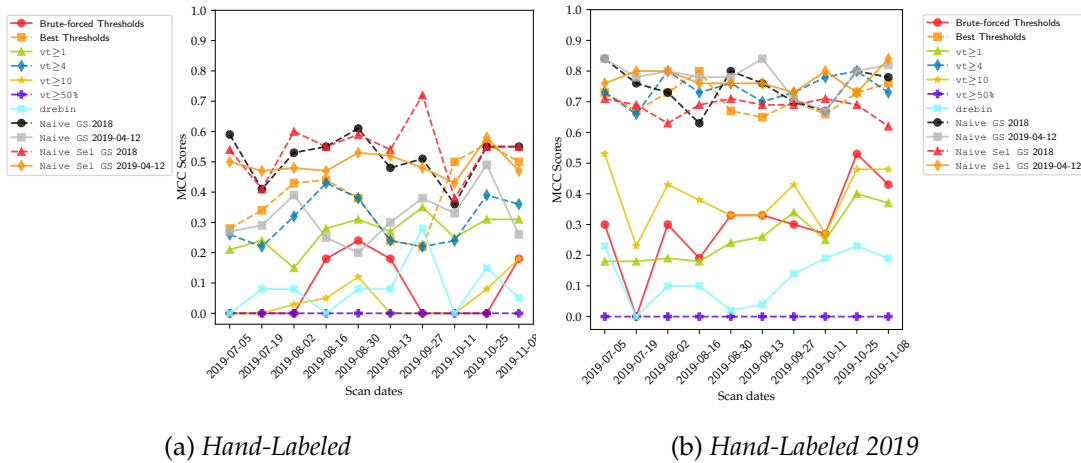 Brute-forced Thresholds
Best Thresholds
vt≥1
vt≥4
vt≥10
vt≥50%
drebin
Naive GS 2018
Naive GS 2019-04-12
Naive Sel GS 2018
Naive Sel GS 2019-04-12
MCC Scores
1.0
0.9
0.8
0.7
0.6
0.5
0.4
0.3
0.2
0.1
0.0
2019-07-05
2019-07-19
2019-08-02
2019-08-16
2019-08-30
2019-09-13
2019-09-27
2019-10-11
2019-10-25
2019-11-08
Scan dates
(a) Hand-Labeled
MCC Scores
1.0
0.9
0.8
0.7
0.6
0.5
0.4
0.3
0.2
0.1
0.0
2019-07-05
2019-07-19
2019-08-02
2019-08-16
2019-08-30
2019-09-13
2019-09-27
2019-10-11
2019-10-25
2019-11-08
Scan dates
Brute-forced Thresholds
Best Thresholds
vt≥1
vt≥4
vt≥10
vt≥50%
drebin
Naive GS 2018
Naive GS 2019-04-12
Naive Sel GS 2018
Naive Sel GS 2019-04-12
(b) Hand-Labeled 2019